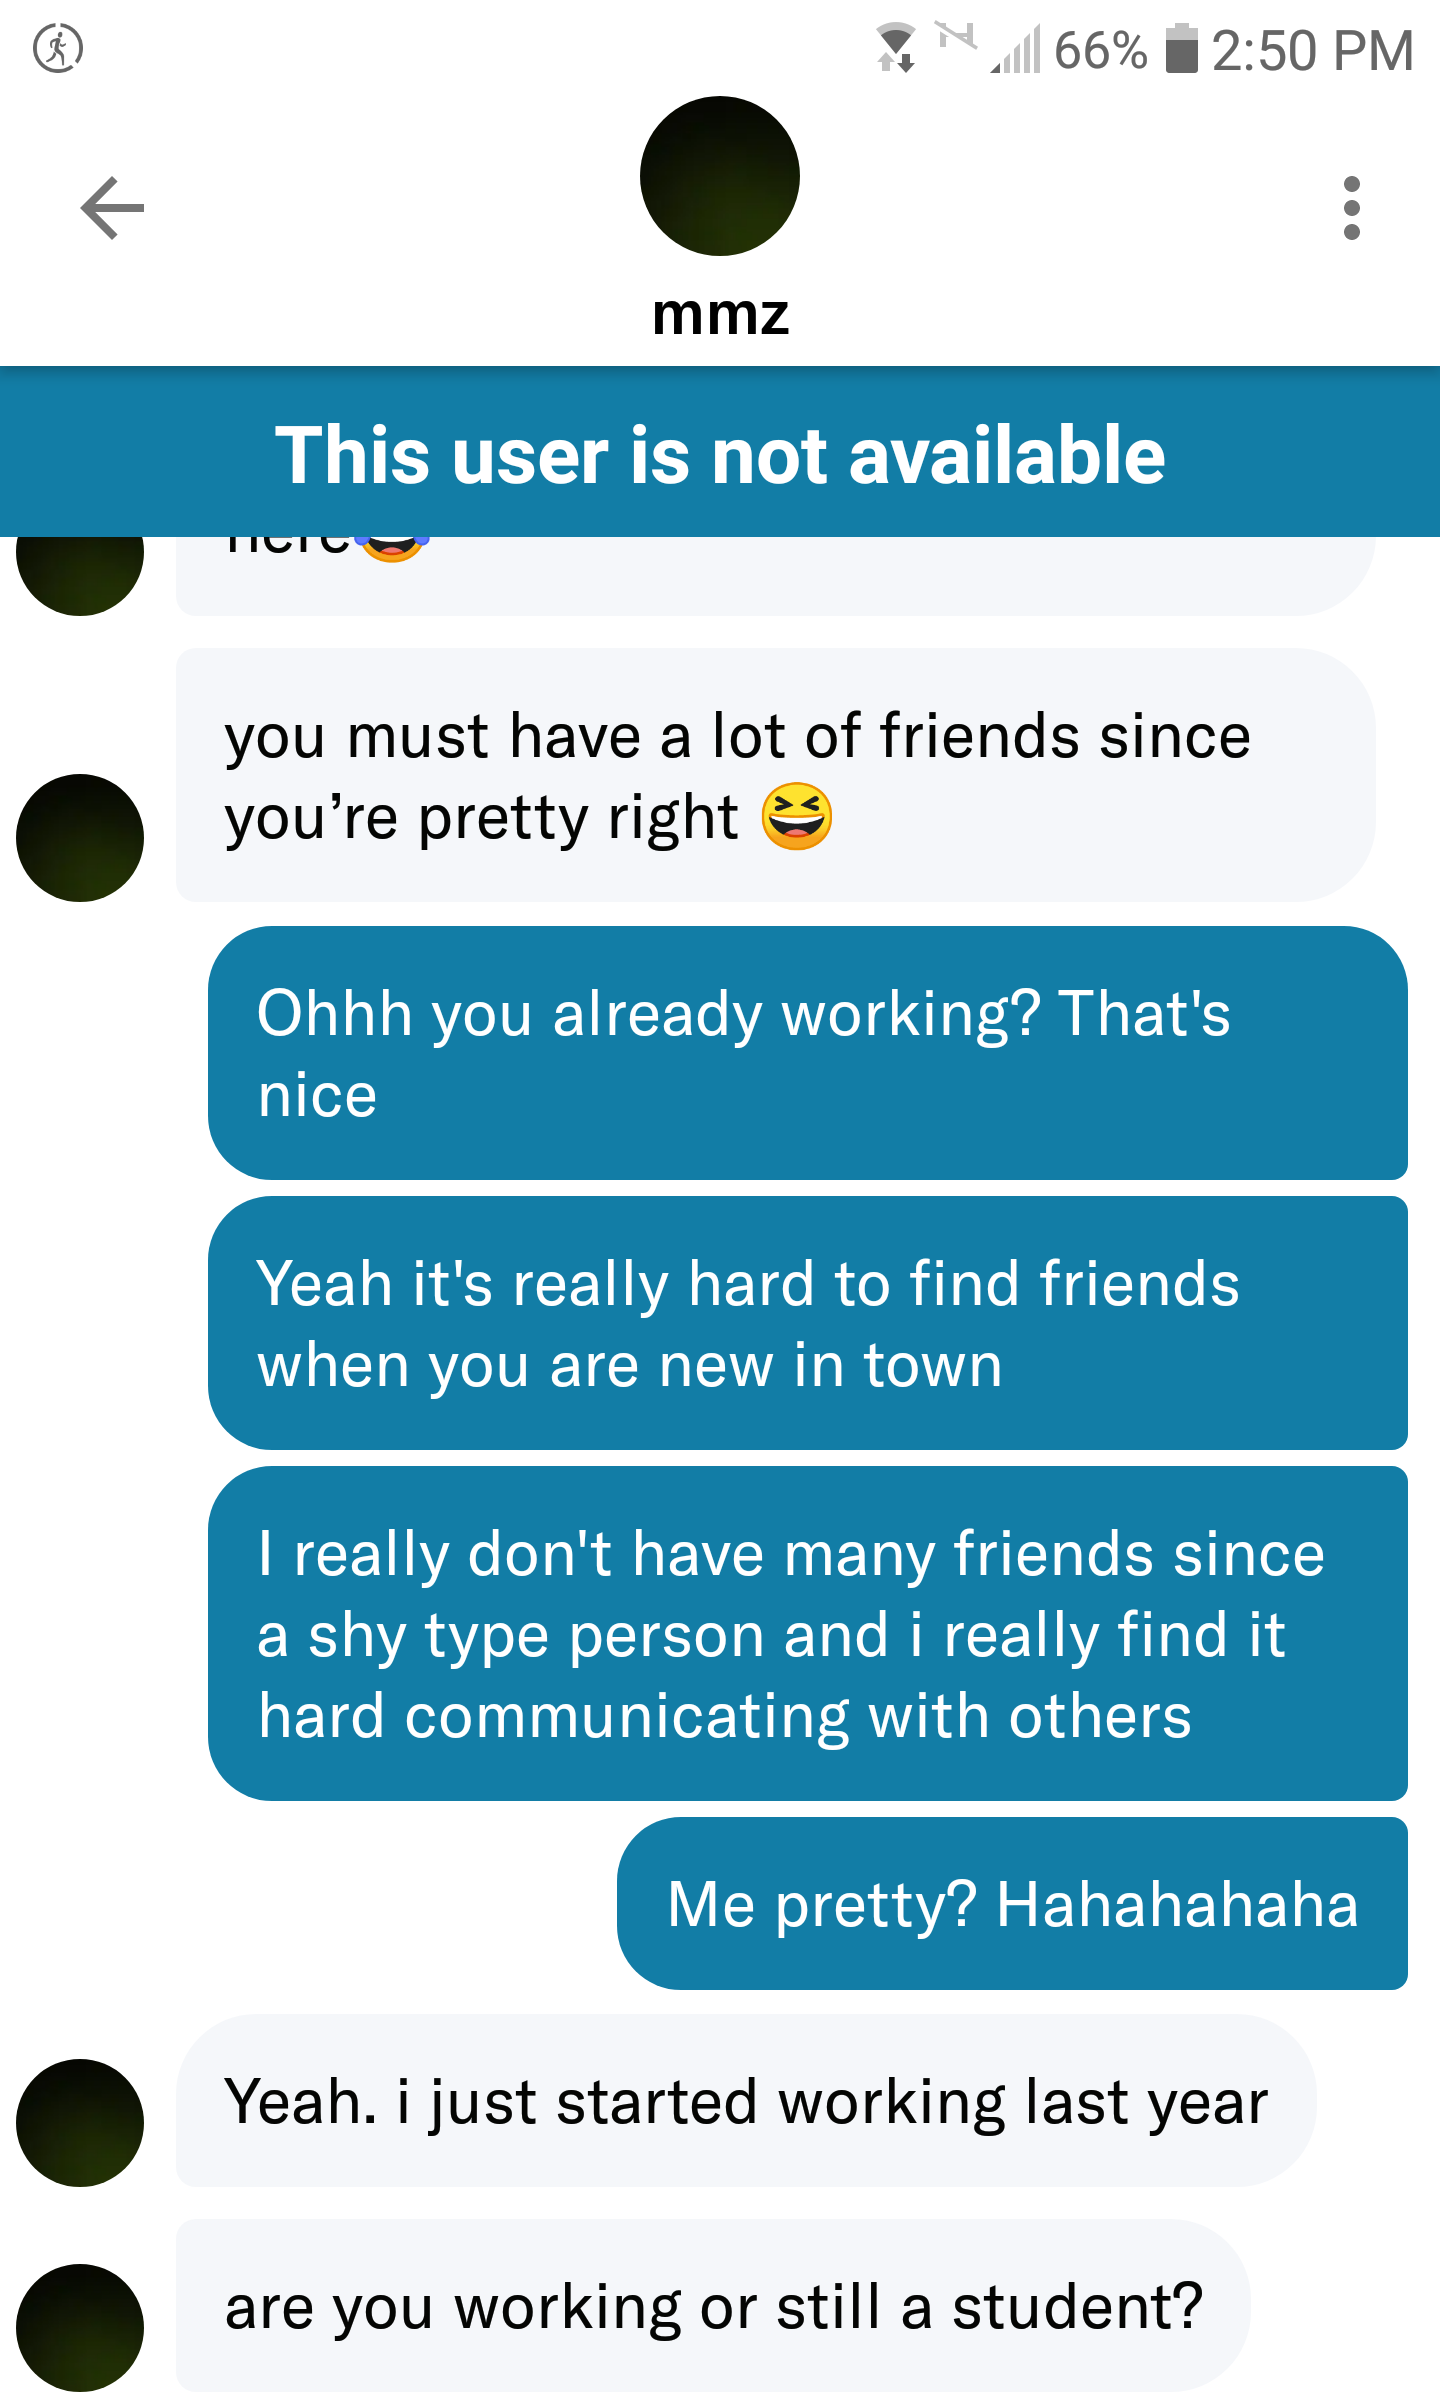 66% 2:50 PM
mmz
This user is not available
here😂
you must have a lot of friends since
you’re pretty right 😆
Ohhh you already working? That's
nice
Yeah it's really hard to find friends
when you are new in town
I really don't have many friends since
a shy type person and i really find it
hard communicating with others
Me pretty? Hahahahaha
Yeah. i just started working last year
are you working or still a student?